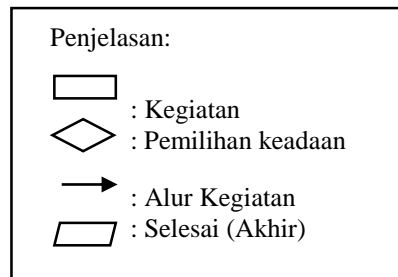 Penjelasan:
: Kegiatan
: Pemilihan keadaan
: Alur Kegiatan
: Selesai (Akhir)